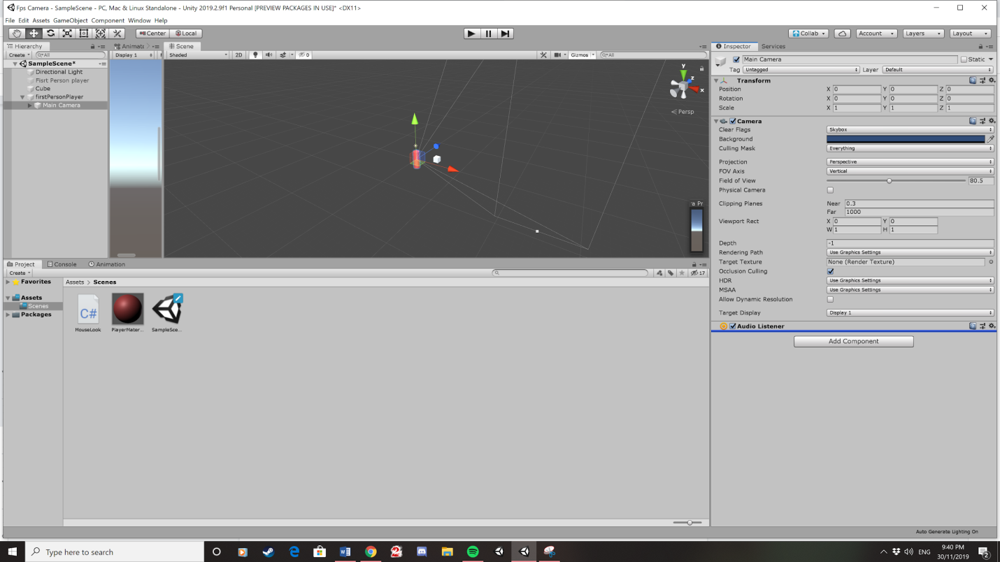 Fps Camera - SampleScene - PC, Mac & Linux Standalone - Unity 2019.2.9f1 Personal [PREVIEW PACKAGES IN USE]* <DX11>
File Edit Assets GameObject Component Window Help
Center Local
Collab Account Layers Layout
Hierarchy
Create All
SampleScene*
Directional Light
Fisrt Person player
Cube
firstPersonPlayer
Main Camera
Animat
Display 1
Scene
Shaded 2D 0 Gizmos All
y
z
x
Persp
a Pr
Inspector Services
Main Camera Static
Tag Untagged Layer Default
Transform
Position X 0 Y 0 Z 0
Rotation X 0 Y 0 Z 0
Scale X 1 Y 1 Z 1
Camera
Clear Flags Skybox
Background
Culling Mask Everything
Projection Perspective
FOV Axis Vertical
Field of View 80.5
Physical Camera
Clipping Planes Near 0.3
Far 1000
Viewport Rect X 0 Y 0
W 1 H 1
Depth -1
Rendering Path Use Graphics Settings
Target Texture None (Render Texture)
Occlusion Culling
HDR Use Graphics Settings
MSAA Use Graphics Settings
Allow Dynamic Resolution
Target Display Display 1
Audio Listener
Add Component
Project Console Animation
Create 17
Favorites
Assets
Scenes
Packages
Assets > Scenes
C#
MouseLook PlayerMater... SampleSce...
Auto Generate Lighting On
Type here to search
ENG
9:40 PM
30/11/2019
2